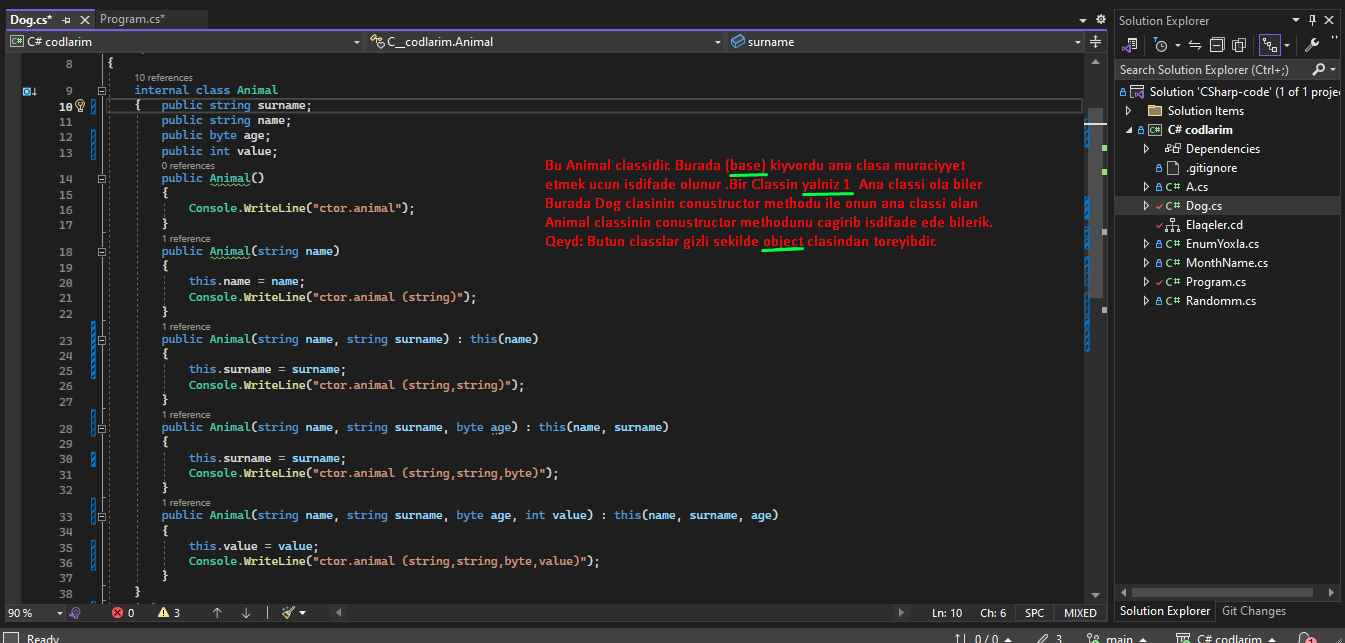 Dog.cs*
Program.cs*
C# codlarim
C__codlarim.Animal
surname
8 {
10 references
9 internal class Animal
10 { public string surname;
11 public string name;
12 public byte age;
13 public int value;
0 references
14 public Animal()
15 {
16 Console.WriteLine("ctor.animal");
17 }
1 reference
18 public Animal(string name)
19 {
20 this.name = name;
21 Console.WriteLine("ctor.animal (string)");
22 }
1 reference
23 public Animal(string name, string surname) : this(name)
24 {
25 this.surname = surname;
26 Console.WriteLine("ctor.animal (string,string)");
27 }
1 reference
28 public Animal(string name, string surname, byte age) : this(name, surname)
29 {
30 this.surname = surname;
31 Console.WriteLine("ctor.animal (string,string,byte)");
32 }
1 reference
33 public Animal(string name, string surname, byte age, int value) : this(name, surname, age)
34 {
35 this.value = value;
36 Console.WriteLine("ctor.animal (string,string,byte,value)");
37 }
38 }
Bu Animal classidir. Burada (base) kiyvordu ana clasa muraciyyet
etmek ucun isdifade olunur .Bir Classin yalniz 1 Ana classi ola biler
Burada Dog clasinin conustructor methodu ile onun ana classi olan
Animal classinin conustructor methodunu cagirib isdifade ede bilerik.
Qeyd: Butun classlar gizli sekilde object clasindan toreyibdir.
90 %
0
3
Ln: 10
Ch: 6
SPC
MIXED
Solution Explorer
Search Solution Explorer (Ctrl+;)
Solution 'CSharp-code' (1 of 1 proje
Solution Items
C# codlarim
Dependencies
.gitignore
C# A.cs
C# Dog.cs
Elaqeler.cd
C# EnumYoxla.cs
C# MonthName.cs
C# Program.cs
C# Randomm.cs
Solution Explorer
Git Changes
Ready
0 / 0
3
main
C# codlarim
1